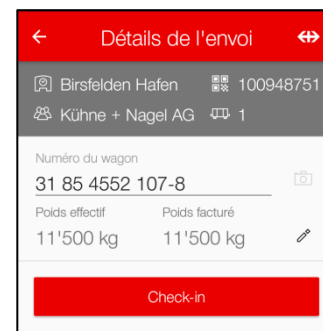 Détails de l'envoi
Birsfelden Hafen 100948751
Kühne + Nagel AG 1
Numéro du wagon
31 85 4552 107-8
Poids effectif Poids facturé
11'500 kg 11'500 kg
Check-in